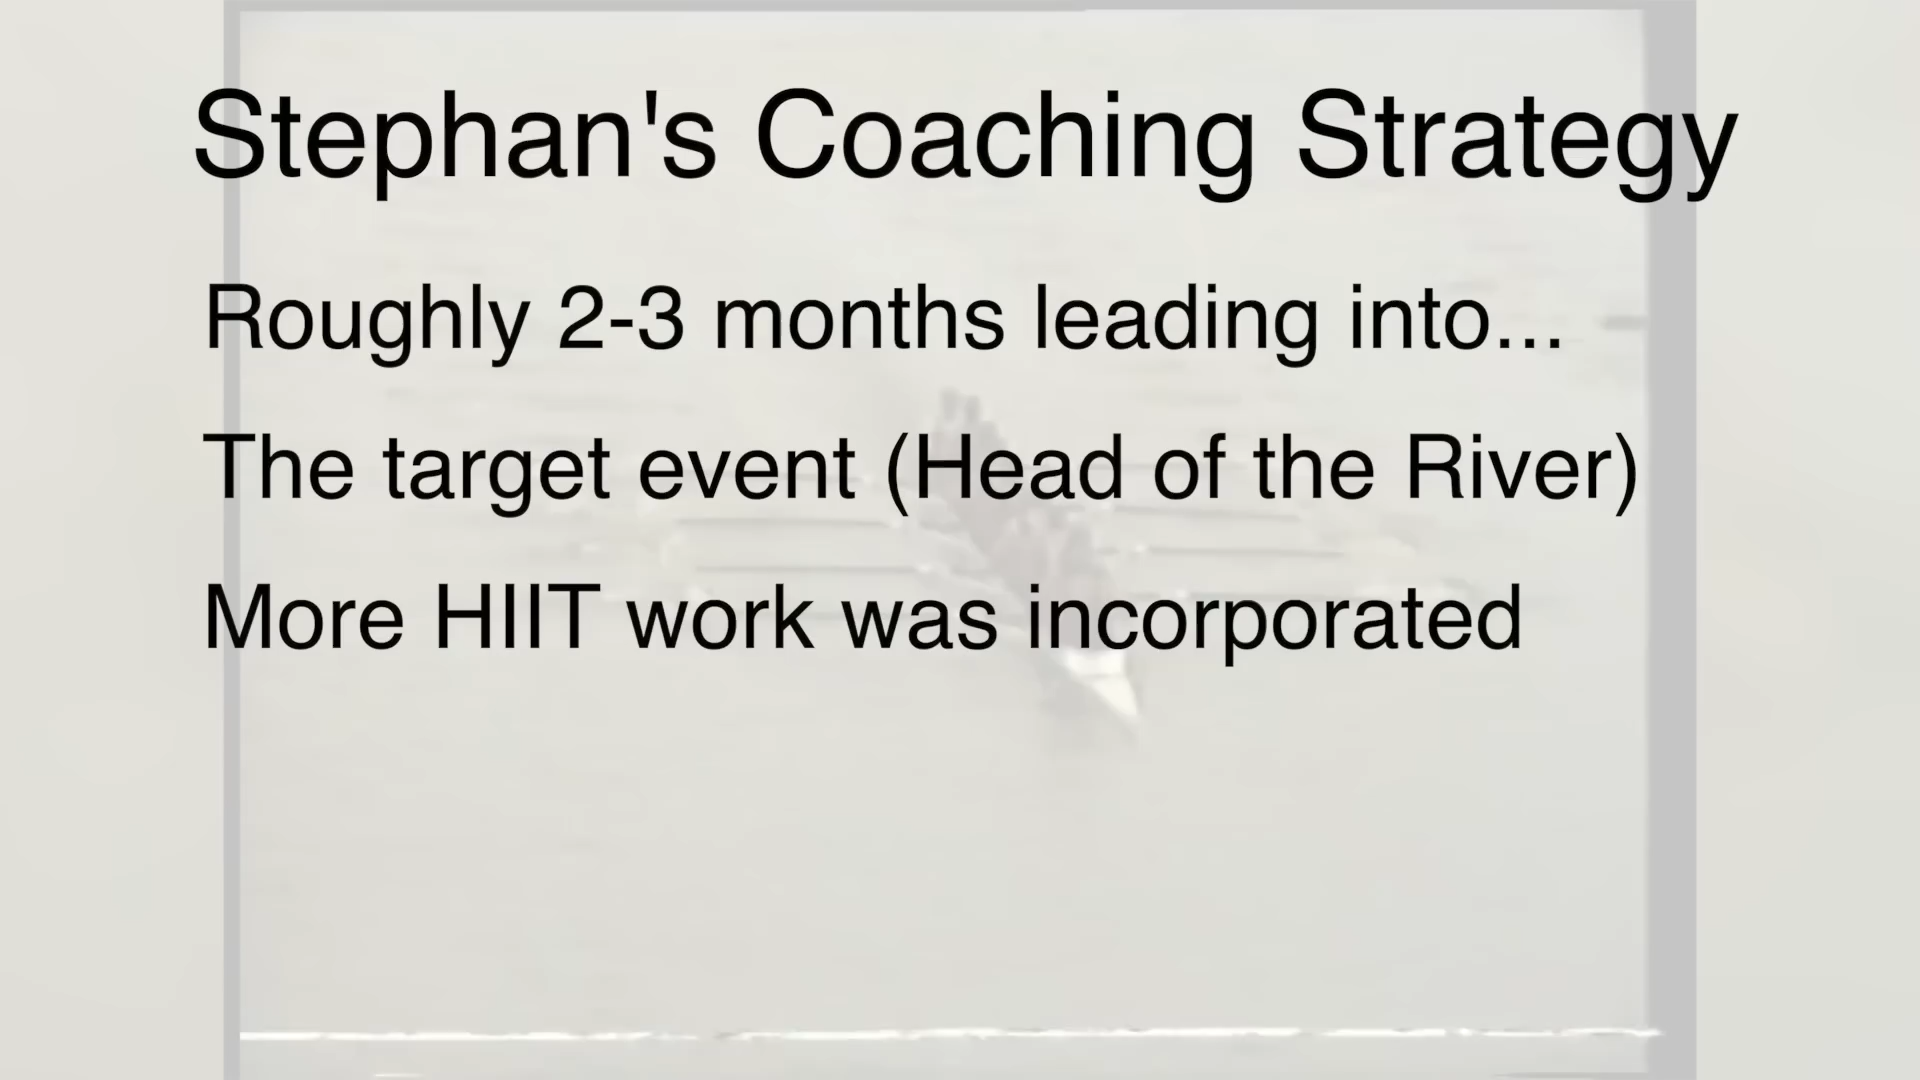 Stephan's Coaching Strategy
Roughly 2-3 months leading into...
The target event (Head of the River)
More HIIT work was incorporated